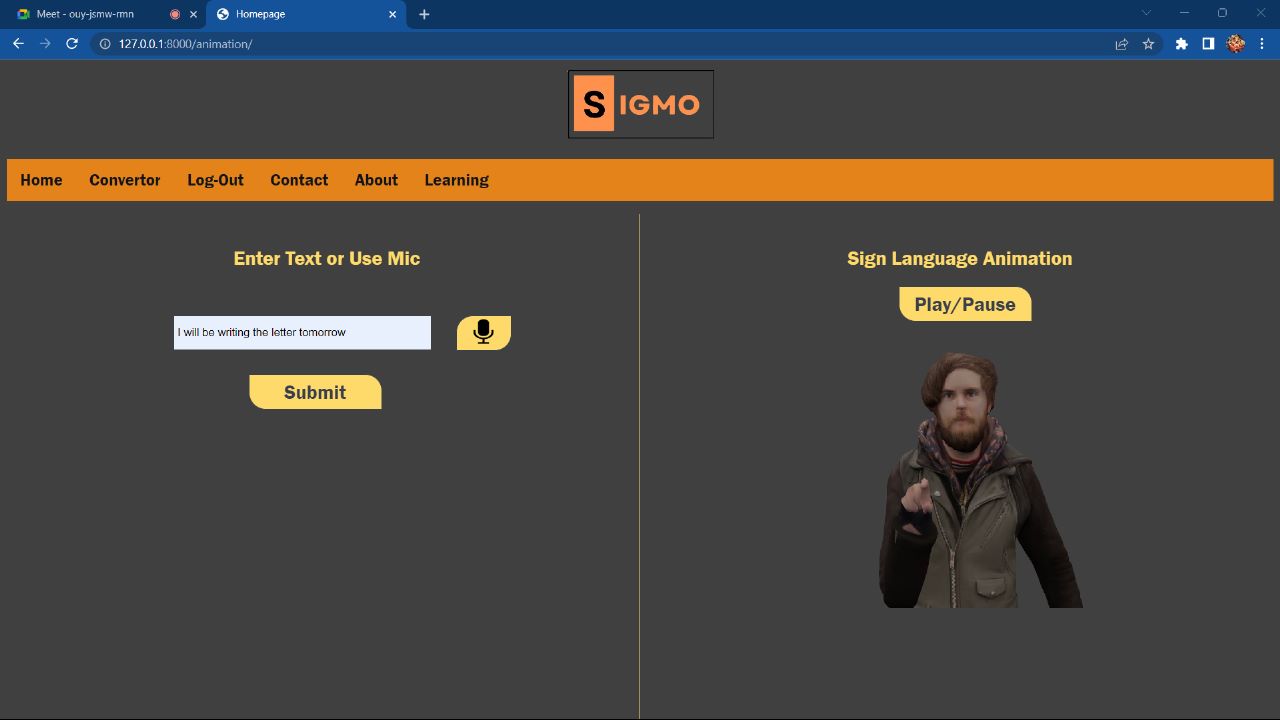 Meet - ouy-jsmw-rmn
Homepage
127.0.0.1:8000/animation/
SIGMO
Home Convertor Log-Out Contact About Learning
Enter Text or Use Mic
I will be writing the letter tomorrow
Submit
Sign Language Animation
Play/Pause